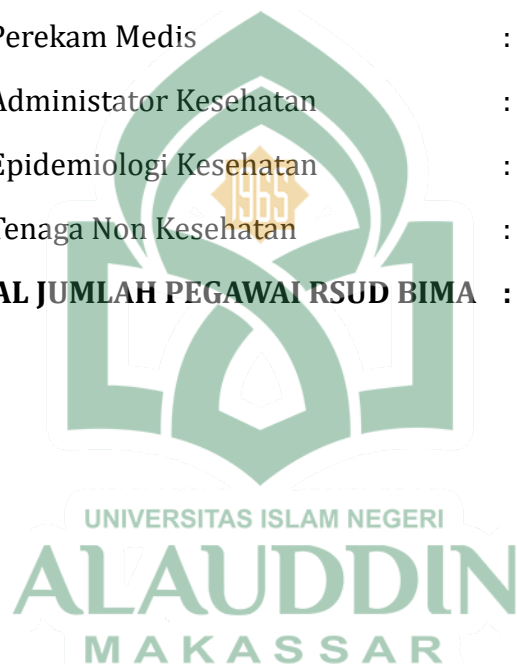 Perekam Medis :
Administator Kesehatan :
Epidemiologi Kesehatan :
1965
Tenaga Non Kesehatan :
AL JUMLAH PEGAWAI RSUD BIMA :
UNIVERSITAS ISLAM NEGERI
ALAUDDIN
MAKASSAR